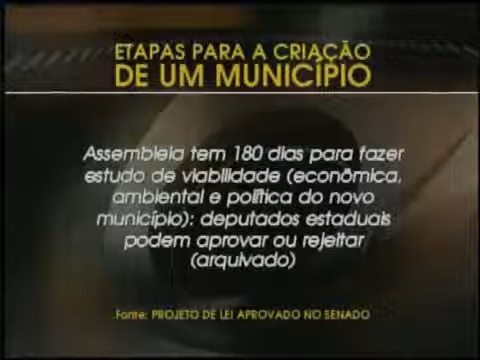 ETAPAS PARA A CRIAÇÃO
DE UM MUNICÍPIO
Assembleia tem 180 dias para fazer
estudo de viabilidade (econômica,
ambiental e política do novo
município): deputados estaduais
podem aprovar ou rejeitar
(arquivado)
Fonte: PROJETO DE LEI APROVADO NO SENADO